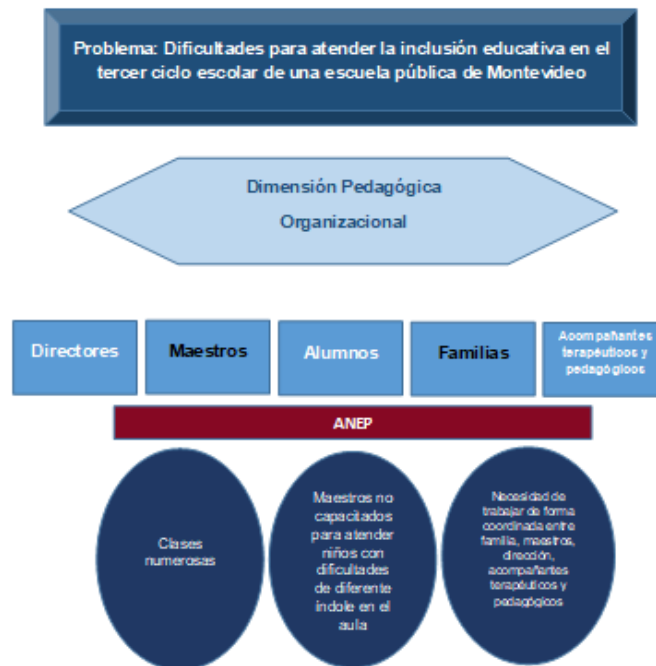 Problema: Dificultades para atender la inclusión educativa en el
tercer ciclo escolar de una escuela pública de Montevideo
Dimensión Pedagógica
Organizacional
Directores
Maestros
Alumnos
Familias
Acompañantes
terapéuticos y
pedagógicos
ANEP
Clases
numerosas
Maestros no
capacitados
para atender
niños con
dificultades
de diferente
índole en el
aula
Necesidad de
trabajar de forma
coordinada entre
familia, maestros,
dirección,
acompañantes
terapéuticos y
pedagógicos